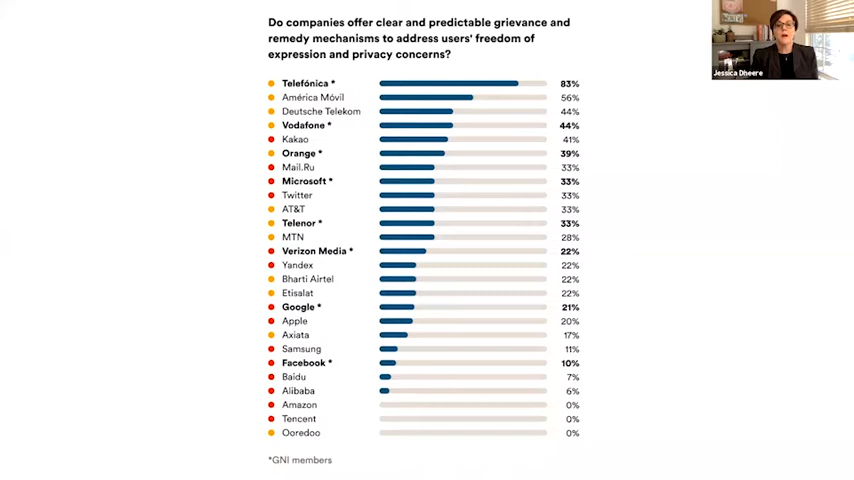 Do companies offer clear and predictable grievance and
remedy mechanisms to address users' freedom of
expression and privacy concerns?
Telefónica * 83%
América Móvil 56%
Deutsche Telekom 44%
Vodafone * 44%
Kakao 41%
Orange * 39%
Mail.Ru 33%
Microsoft * 33%
Twitter 33%
AT&T 33%
Telenor * 33%
MTN 28%
Verizon Media * 22%
Yandex 22%
Bharti Airtel 22%
Etisalat 22%
Google * 21%
Apple 20%
Axiata 17%
Samsung 11%
Facebook * 10%
Baidu 7%
Alibaba 6%
Amazon 0%
Tencent 0%
Ooredoo 0%
*GNI members
Jessica Dheere